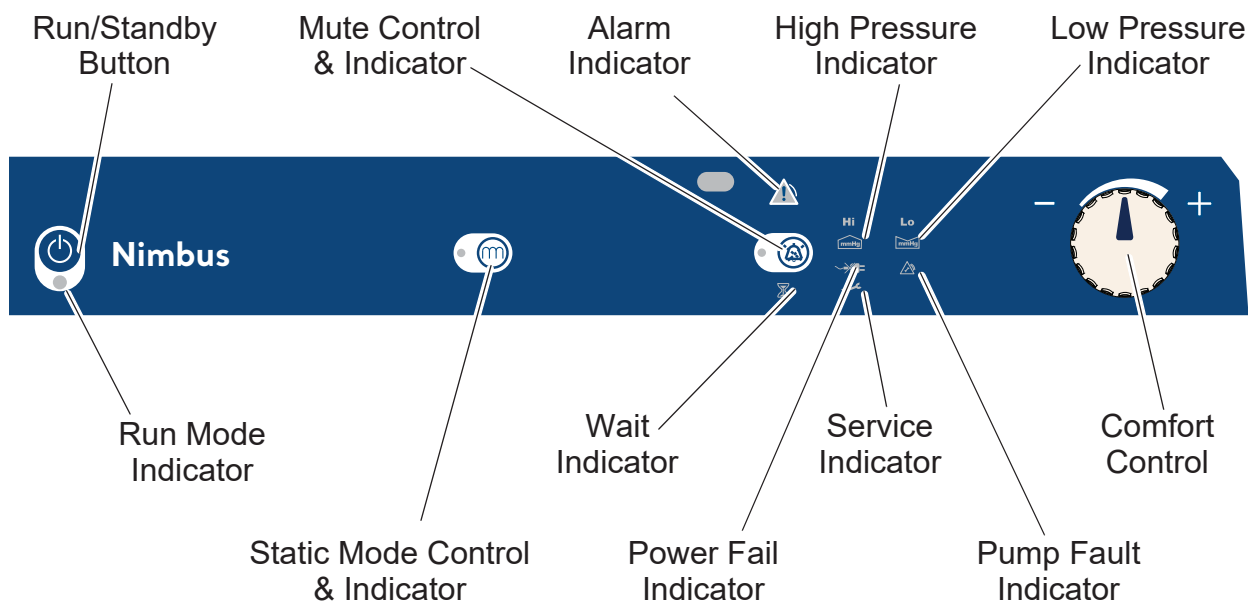 Run/Standby
Button
Mute Control
& Indicator
Alarm
Indicator
High Pressure
Indicator
Low Pressure
Indicator
Nimbus
Hi
Lo
mmHg
mmHg
Run Mode
Indicator
Wait
Indicator
Service
Indicator
Comfort
Control
Static Mode Control
& Indicator
Power Fail
Indicator
Pump Fault
Indicator